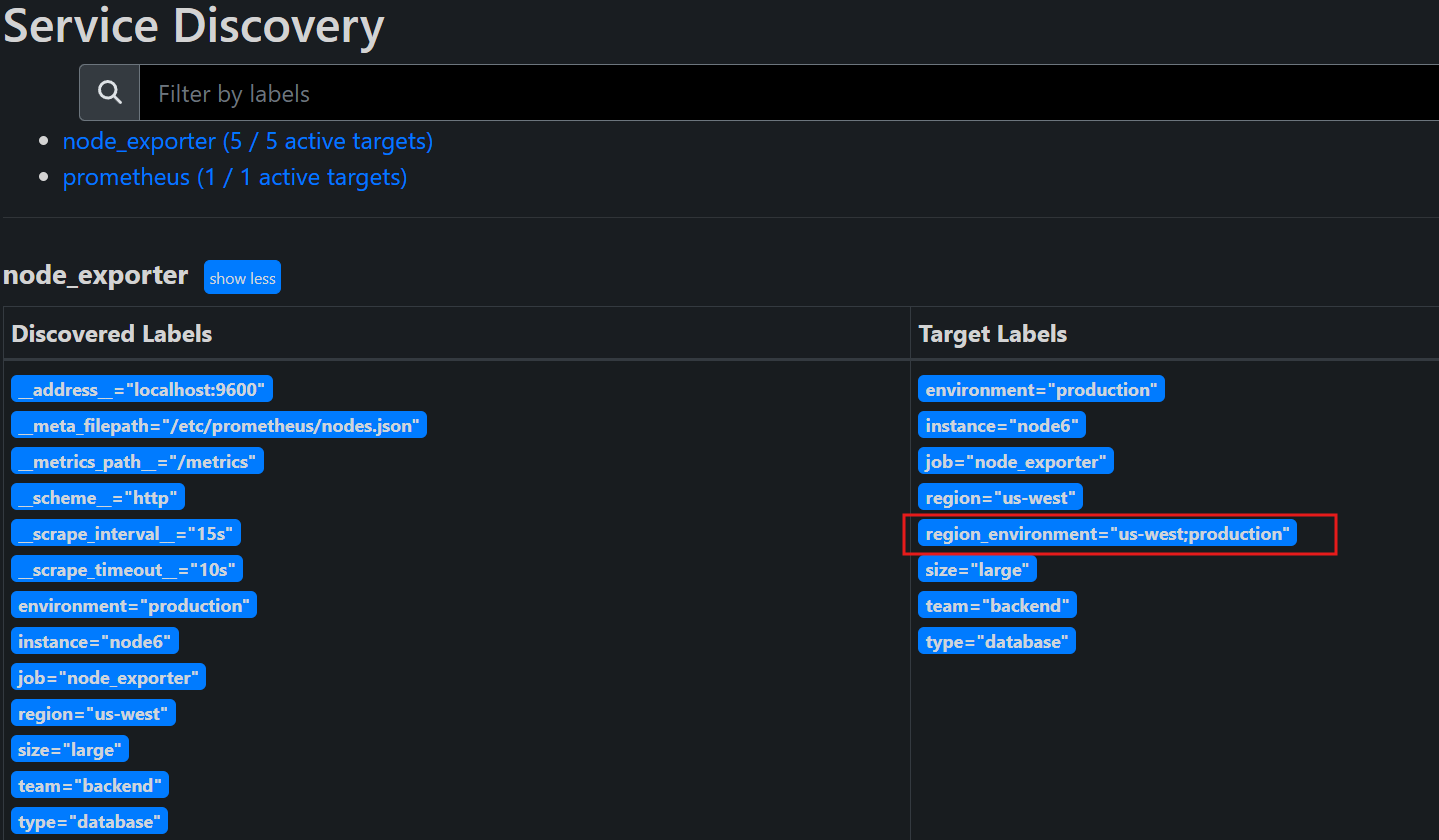 Service Discovery
Filter by labels
node_exporter (5 / 5 active targets)
prometheus (1 / 1 active targets)
node_exporter show less
Discovered Labels
Target Labels
__address__="localhost:9600"
__meta_filepath="/etc/prometheus/nodes.json"
__metrics_path__="/metrics"
__scheme__="http"
__scrape_interval__="15s"
__scrape_timeout__="10s"
environment="production"
instance="node6"
job="node_exporter"
region="us-west"
size="large"
team="backend"
type="database"
environment="production"
instance="node6"
job="node_exporter"
region="us-west"
region_environment="us-west;production"
size="large"
team="backend"
type="database"